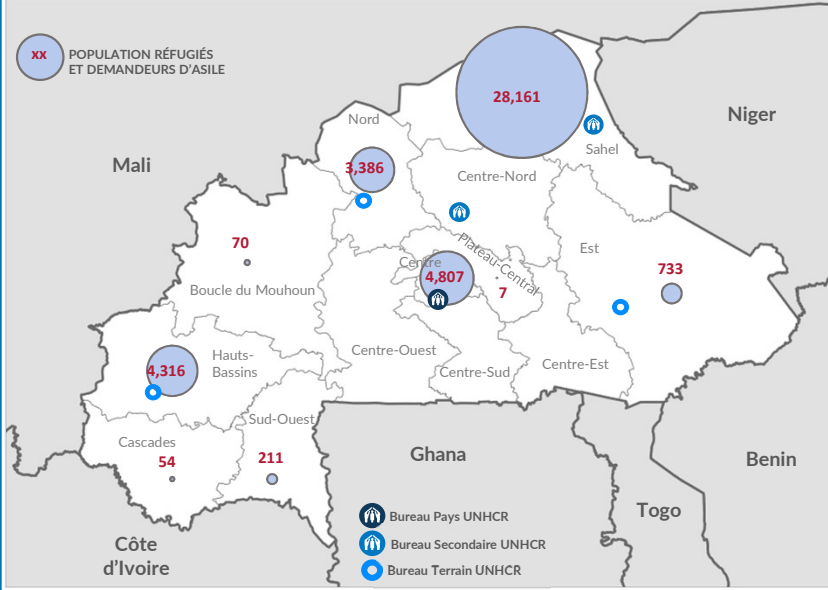 xx
POPULATION RÉFUGIÉS
ET DEMANDEURS D'ASILE
28,161
Niger
Nord
Sahel
Mali
3,386
Centre-Nord
70
Est
Centre
Plateau-Central
4,807
733
7
Boucle du Mouhoun
Centre-Ouest
Hauts-
Bassins
4,316
Centre-Sud
Centre-Est
Sud-Ouest
Cascades
54
211
Ghana
Benin
Togo
Bureau Pays UNHCR
Bureau Secondaire UNHCR
Bureau Terrain UNHCR
Côte
d'Ivoire